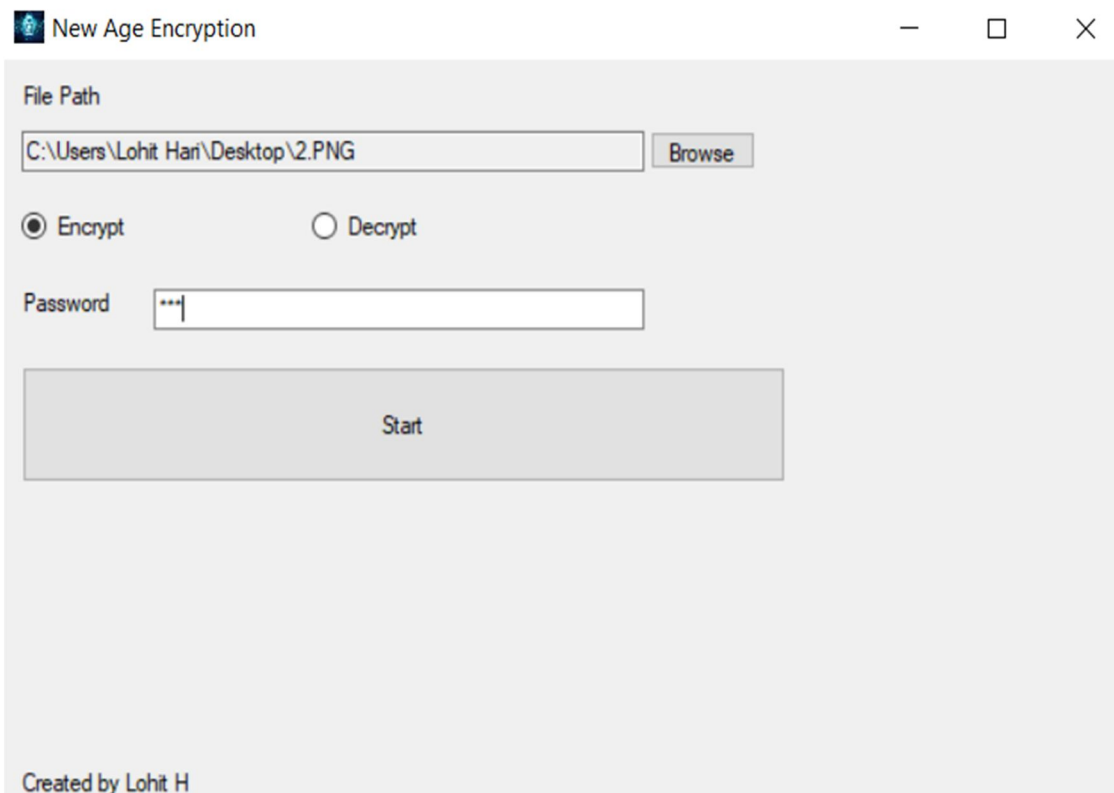 New Age Encryption
File Path
C:\Users\Lohit Hari\Desktop\2.PNG
Browse
Encrypt Decrypt
Password ***
Start
Created by Lohit H